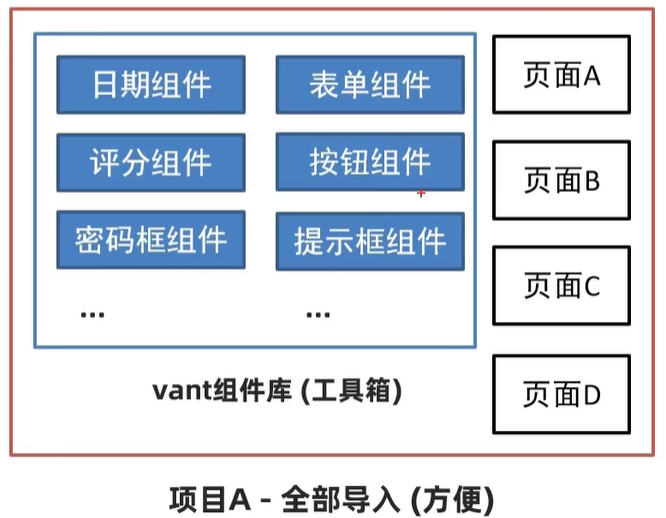 日期组件
表单组件
页面A
评分组件
按钮组件
页面B
密码框组件
提示框组件
页面C
...
...
页面D
vant组件库 (工具箱)
项目A - 全部导入 (方便)